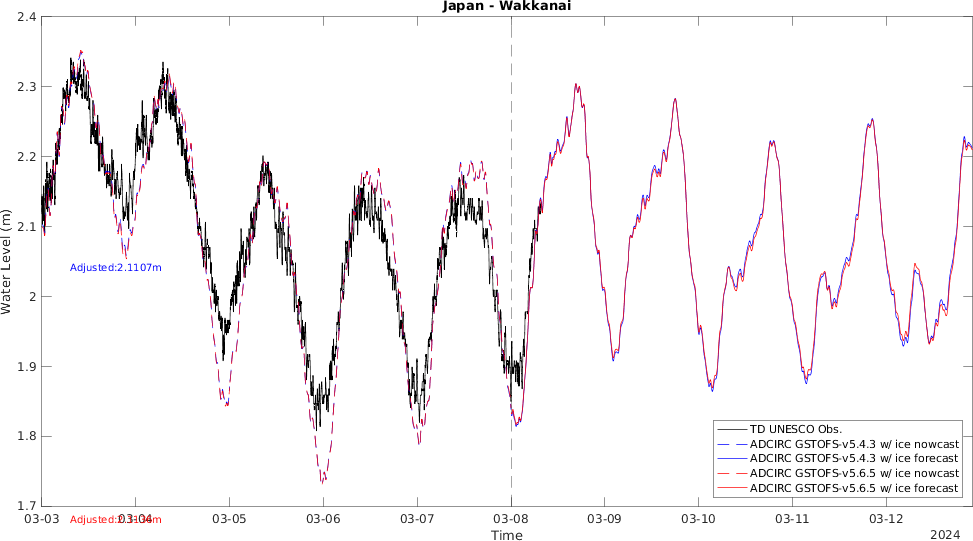 Japan - Wakkanai
Water Level (m)
2.4
2.3
2.2
2.1
2
1.9
1.8
1.7
Adjusted:2.1107m
TD UNESCO Obs.
ADCIRC GSTOFS-v5.4.3 w/ ice nowcast
ADCIRC GSTOFS-v5.4.3 w/ ice forecast
ADCIRC GSTOFS-v5.6.5 w/ ice nowcast
ADCIRC GSTOFS-v5.6.5 w/ ice forecast
03-03 03-04 03-05 03-06 03-07 03-08 03-09 03-10 03-11 03-12
Time
2024